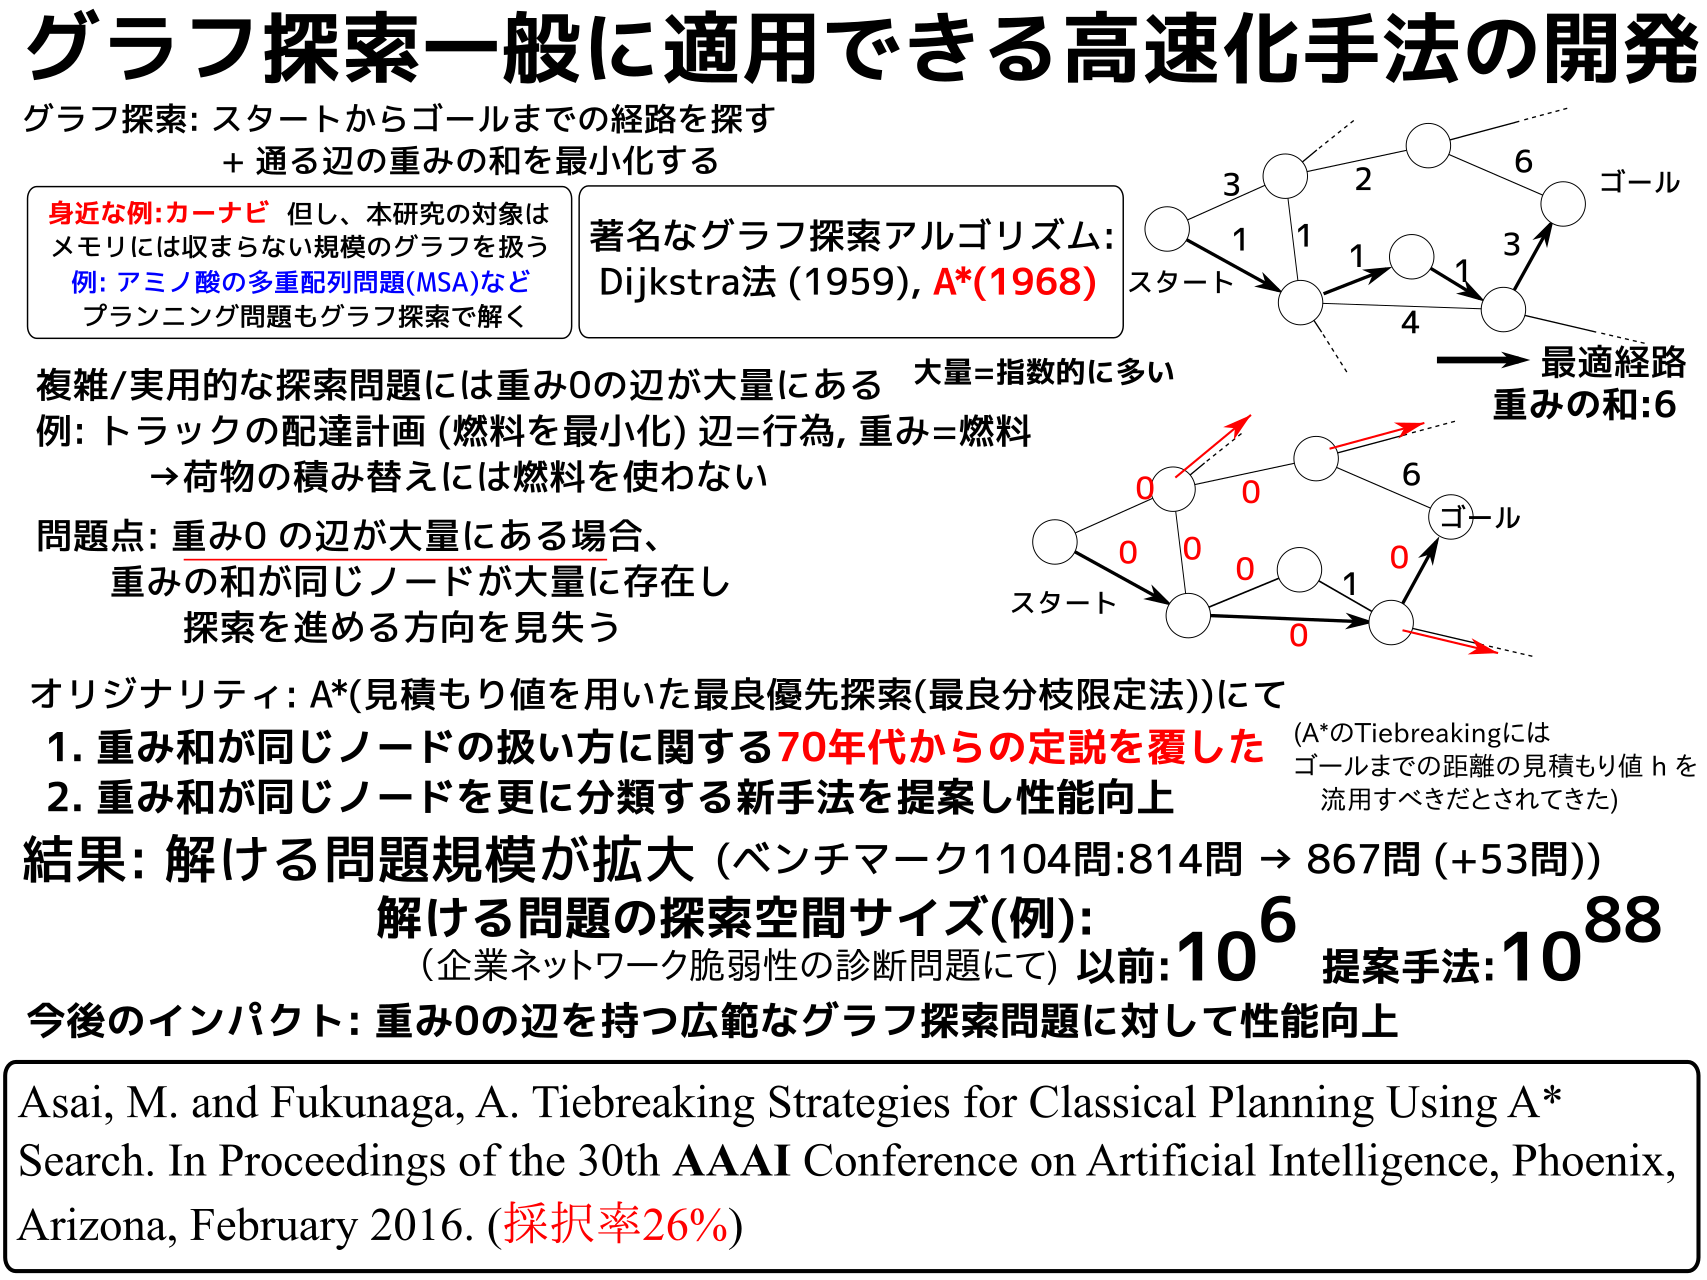 グラフ探索一般に適用できる高速化手法の開発
グラフ探索: スタートからゴールまでの経路を探す
+ 通る辺の重みの和を最小化する
身近な例:カーナビ 但し、本研究の対象は
メモリには収まらない規模のグラフを扱う
例: アミノ酸の多重配列問題(MSA)など
プランニング問題もグラフ探索で解く
著名なグラフ探索アルゴリズム:
Dijkstra法 (1959), A*(1968)
3
2
6
ゴール
1
1
1
1
3
スタート
4
最適経路
重みの和:6
複雑/実用的な探索問題には重み0の辺が大量にある
大量=指数的に多い
例: トラックの配達計画 (燃料を最小化) 辺=行為, 重み=燃料
→荷物の積み替えには燃料を使わない
問題点: 重み0 の辺が大量にある場合、
重みの和が同じノードが大量に存在し
探索を進める方向を見失う
0
0
6
ゴール
0
0
0
1
0
スタート
0
オリジナリティ: A*(見積もり値を用いた最良優先探索(最良分枝限定法))にて
1. 重み和が同じノードの扱い方に関する70年代からの定説を覆した
2. 重み和が同じノードを更に分類する新手法を提案し性能向上
(A*のTiebreakingには
ゴールまでの距離の見積もり値 h を
流用すべきだとされてきた)
結果: 解ける問題規模が拡大 (ベンチマーク1104問:814問 → 867問 (+53問))
解ける問題の探索空間サイズ(例):
（企業ネットワーク脆弱性の診断問題にて) 以前:10^6 提案手法:10^88
今後のインパクト: 重み0の辺を持つ広範なグラフ探索問題に対して性能向上
Asai, M. and Fukunaga, A. Tiebreaking Strategies for Classical Planning Using A*
Search. In Proceedings of the 30th AAAI Conference on Artificial Intelligence, Phoenix,
Arizona, February 2016. (採択率26%)